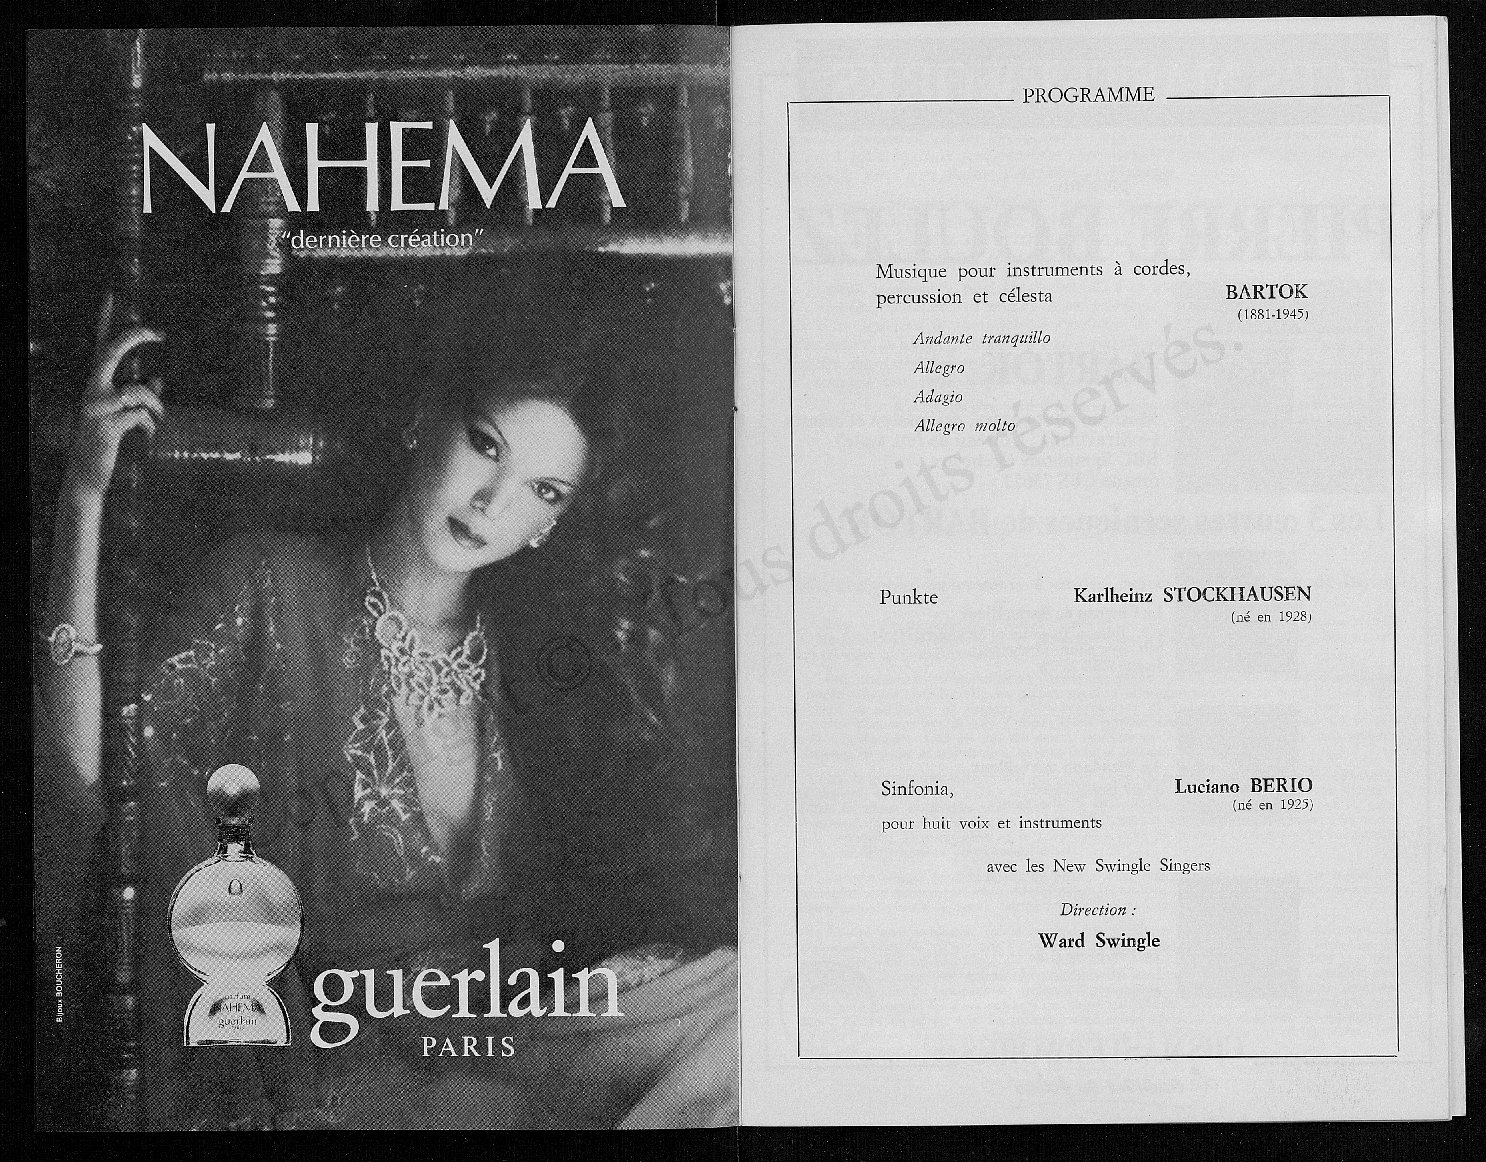 NAHEMA
"dernière création"
Bijoux BOUCHERON
NAHEMA
guerlain
guerlain
PARIS
PROGRAMME
Musique pour instruments à cordes,
percussion et célesta BARTOK
(1881-1945)
Andante tranquillo
Allegro
Adagio
Allegro molto
Punkte Karlheinz STOCKHAUSEN
(né en 1928)
Sinfonia, Luciano BERIO
(né en 1925)
pour huit voix et instruments
avec les New Swingle Singers
Direction :
Ward Swingle
© Tous droits réservés.